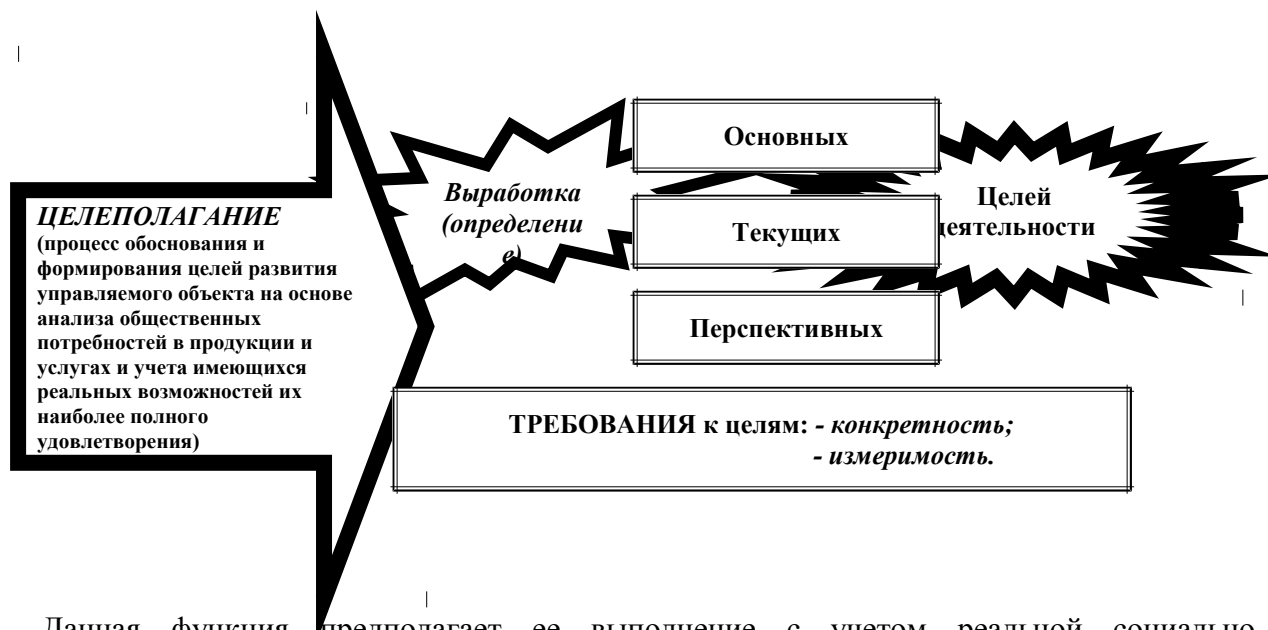 ЦЕЛЕПОЛАГАНИЕ
(процесс обоснования и
формирования целей развития
управляемого объекта на основе
анализа общественных
потребностей в продукции и
услугах и учета имеющихся
реальных возможностей их
наиболее полного
удовлетворения)
Выработка
(определени
е)
Основных
Текущих
Перспективных
Целей
деятельности
ТРЕБОВАНИЯ к целям: - конкретность;
- измеримость.
Данная функция предполагает ее выполнение с учетом реальной социально